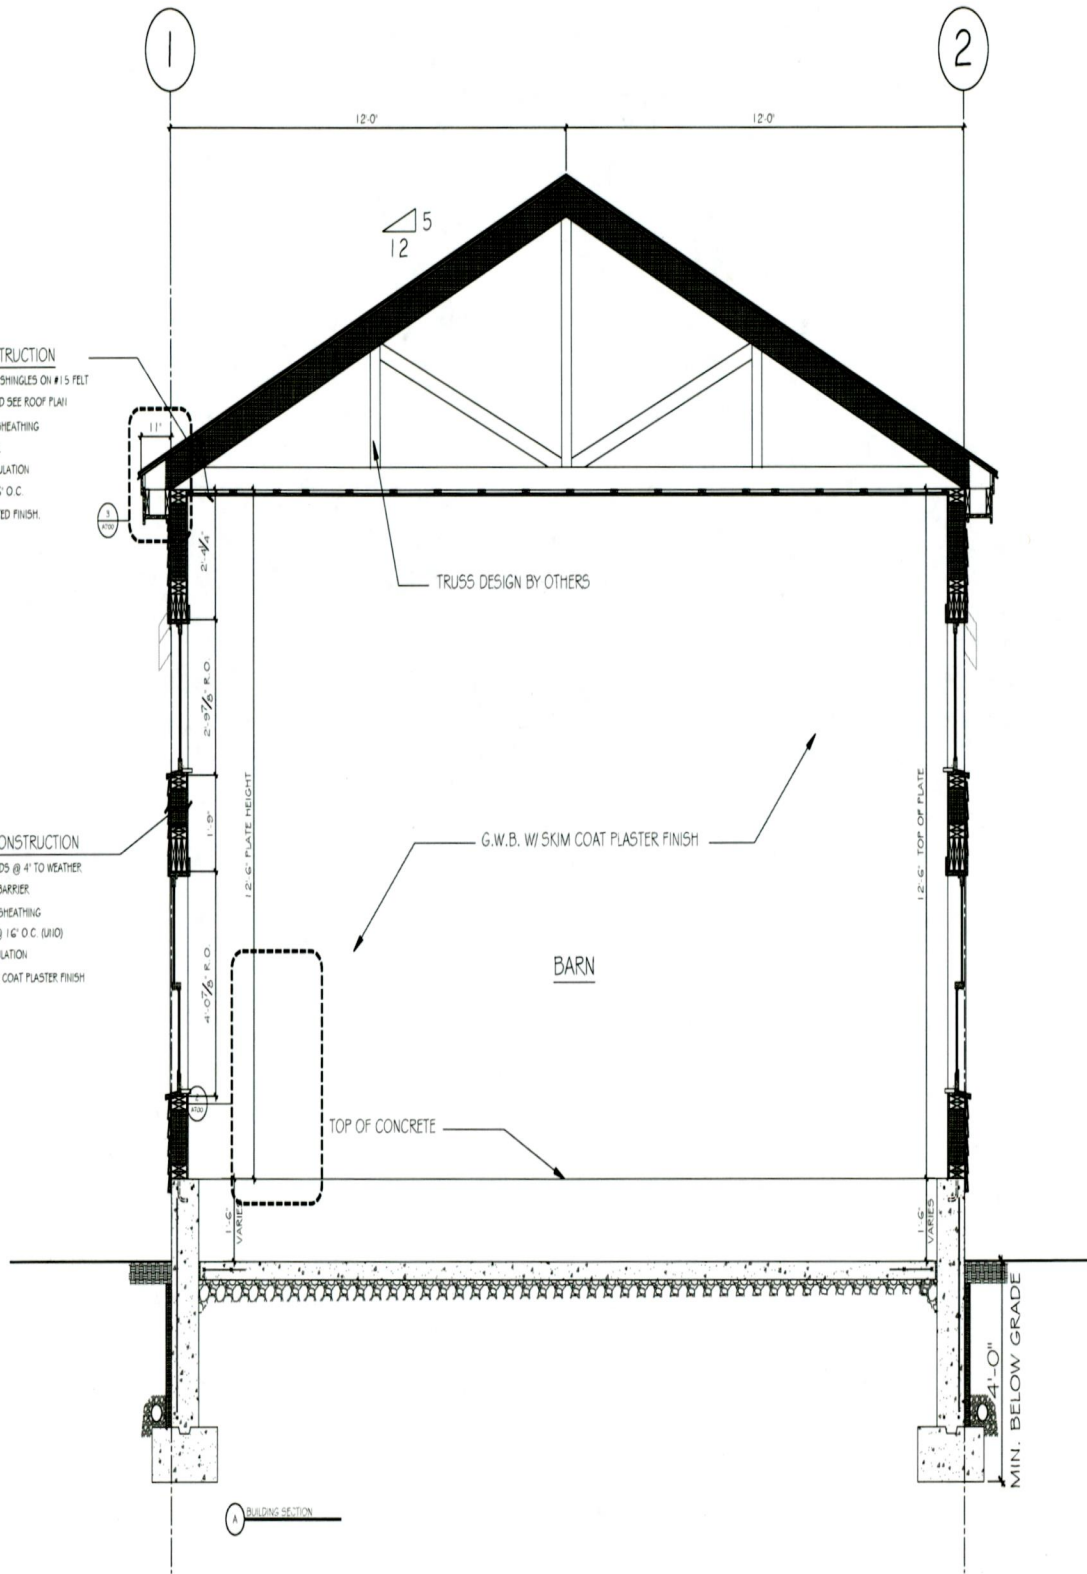 1
2
12'-0"
12'-0"
5
12
TRUCTION
SHINGLES ON #15 FELT
D SEE ROOF PLAN
HEATHING
ULATION
6" O.C.
ED FINISH.
11"
3
A700
2'-4¼"
TRUSS DESIGN BY OTHERS
2'-9⅞" R.O
12'-6" PLATE HEIGHT
12'-6" TOP OF PLATE
1'-9"
G.W.B. W/ SKIM COAT PLASTER FINISH
ONSTRUCTION
DS @ 4" TO WEATHER
BARRIER
SHEATHING
@ 16" O.C. (UNO)
LATION
COAT PLASTER FINISH
4'-0⅞" R.O
BARN
A700
TOP OF CONCRETE
1'-6"
VARIES
1'-6"
VARIES
4'-0"
MIN. BELOW GRADE
A
BUILDING SECTION